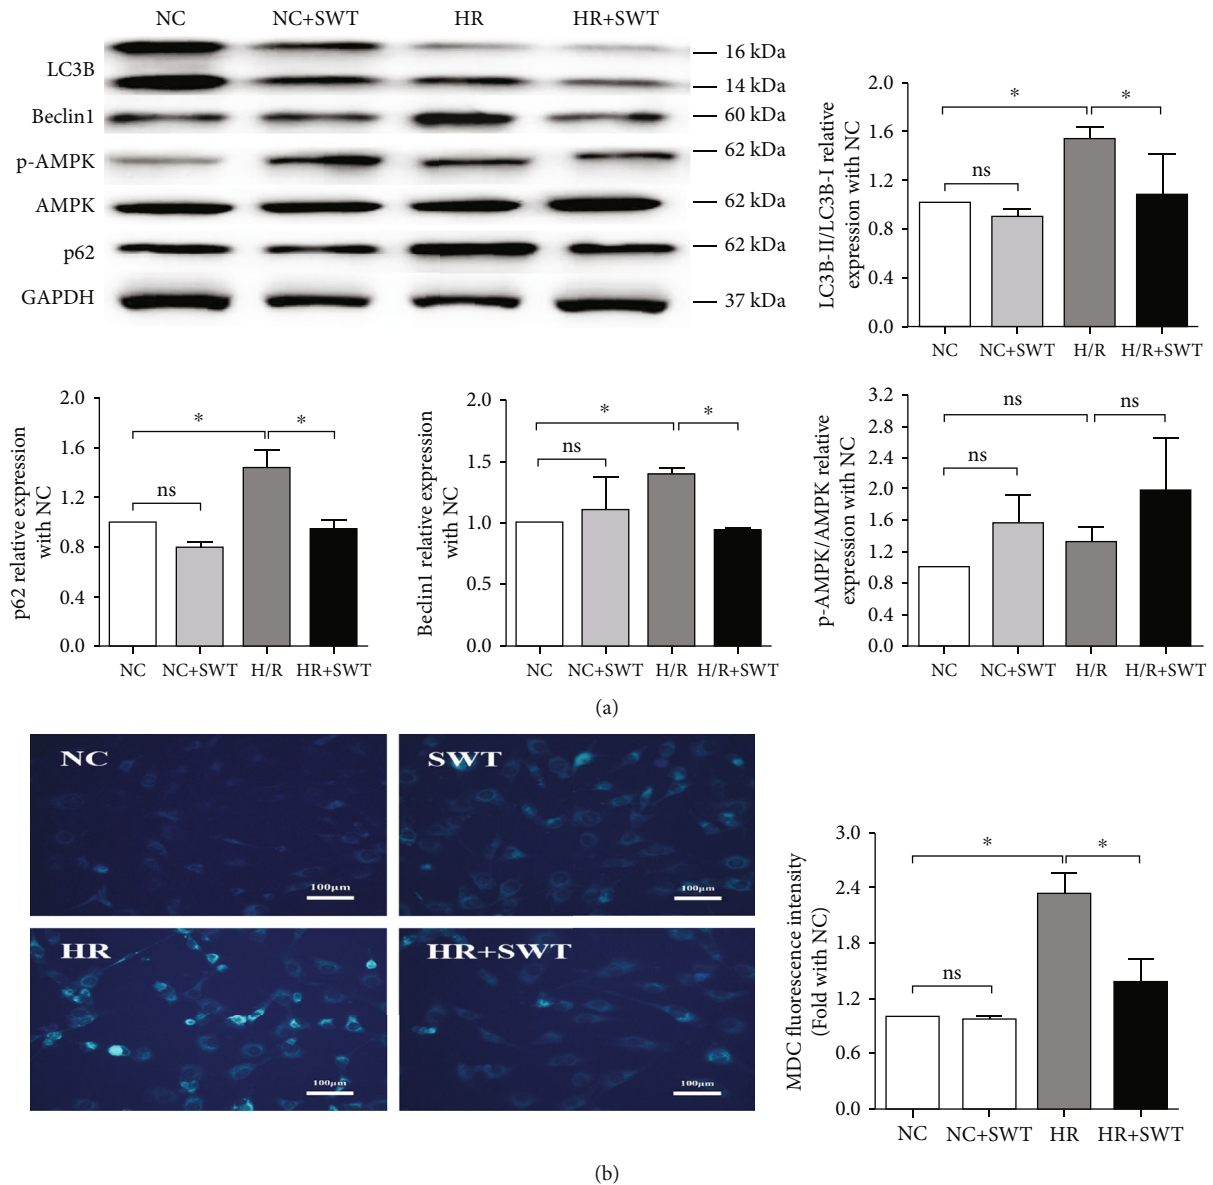 NC NC+SWT HR HR+SWT
LC3B
16 kDa
14 kDa
Beclin1 60 kDa
p-AMPK 62 kDa
AMPK 62 kDa
p62 62 kDa
GAPDH 37 kDa
LC3B-II/LC3B-I relative
expression with NC
2.0
1.6
1.2
0.8
0.4
0.0
* *
ns
NC NC+SWT H/R H/R+SWT
p62 relative expression
with NC
2.0
1.6
1.2
0.8
0.4
0.0
* *
ns
NC NC+SWT H/R HR+SWT
Beclin1 relative expression
with NC
2.0
1.5
1.0
0.5
0.0
* *
ns
NC NC+SWT H/R H/R+SWT
p-AMPK/AMPK relative
expression with NC
3.2
2.8
2.4
2.0
1.6
1.2
0.8
0.4
0.0
ns ns
ns
NC NC+SWT H/R H/R+SWT
(a)
NC
100μm
SWT
100μm
HR
100μm
HR+SWT
100μm
MDC fluorescence intensity
(Fold with NC)
3.0
2.4
1.8
1.2
0.6
0.0
* *
ns
NC NC+SWT HR HR+SWT
(b)